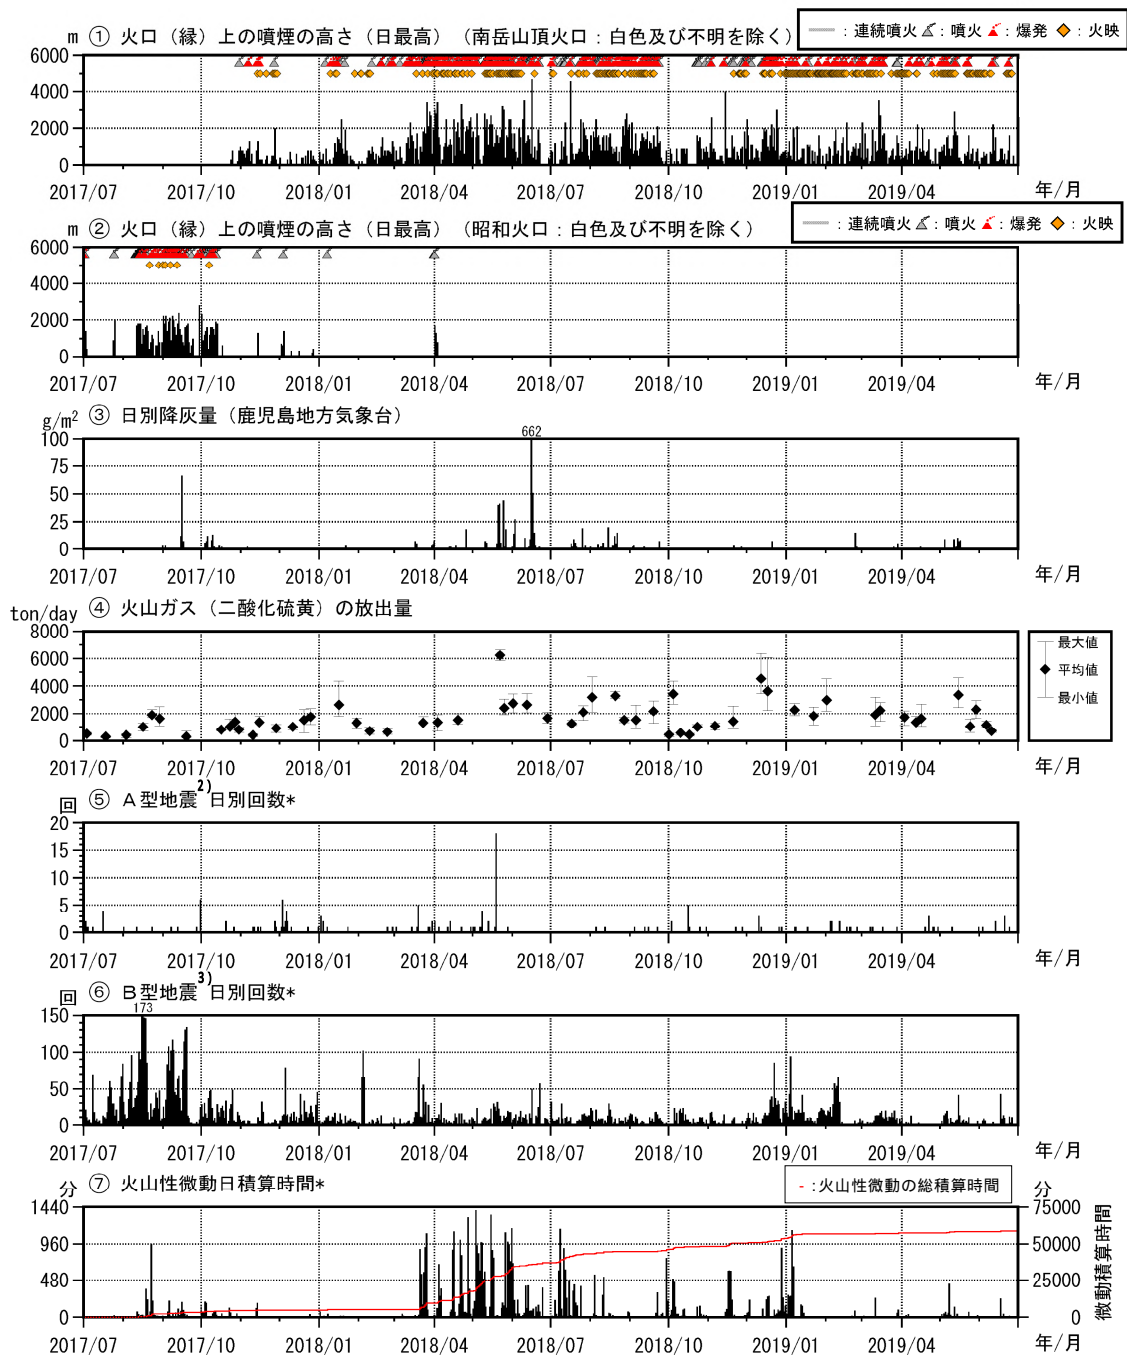 m ① 火口（縁）上の噴煙の高さ（日最高）（南岳山頂火口：白色及び不明を除く）
：連続噴火 ：噴火 ：爆発 ：火映
6000
4000
2000
0
2017/07 2017/10 2018/01 2018/04 2018/07 2018/10 2019/01 2019/04 年/月
m ② 火口（縁）上の噴煙の高さ（日最高）（昭和火口：白色及び不明を除く）
：連続噴火 ：噴火 ：爆発 ：火映
6000
4000
2000
0
2017/07 2017/10 2018/01 2018/04 2018/07 2018/10 2019/01 2019/04 年/月
g/m² ③ 日別降灰量（鹿児島地方気象台）
662
100
75
50
25
0
2017/07 2017/10 2018/01 2018/04 2018/07 2018/10 2019/01 2019/04 年/月
ton/day ④ 火山ガス（二酸化硫黄）の放出量
8000
6000
4000
2000
0
最大値
平均値
最小値
2017/07 2017/10 2018/01 2018/04 2018/07 2018/10 2019/01 2019/04 年/月
回 ⑤ Ａ型地震2)日別回数*
20
15
10
5
0
2017/07 2017/10 2018/01 2018/04 2018/07 2018/10 2019/01 2019/04 年/月
回 ⑥ Ｂ型地震3)日別回数*
173
150
100
50
0
2017/07 2017/10 2018/01 2018/04 2018/07 2018/10 2019/01 2019/04 年/月
分 ⑦ 火山性微動日積算時間*
：火山性微動の総積算時間
分
1440 75000
960 50000
480 25000
0 0
微動積算時間
2017/07 2017/10 2018/01 2018/04 2018/07 2018/10 2019/01 2019/04 年/月